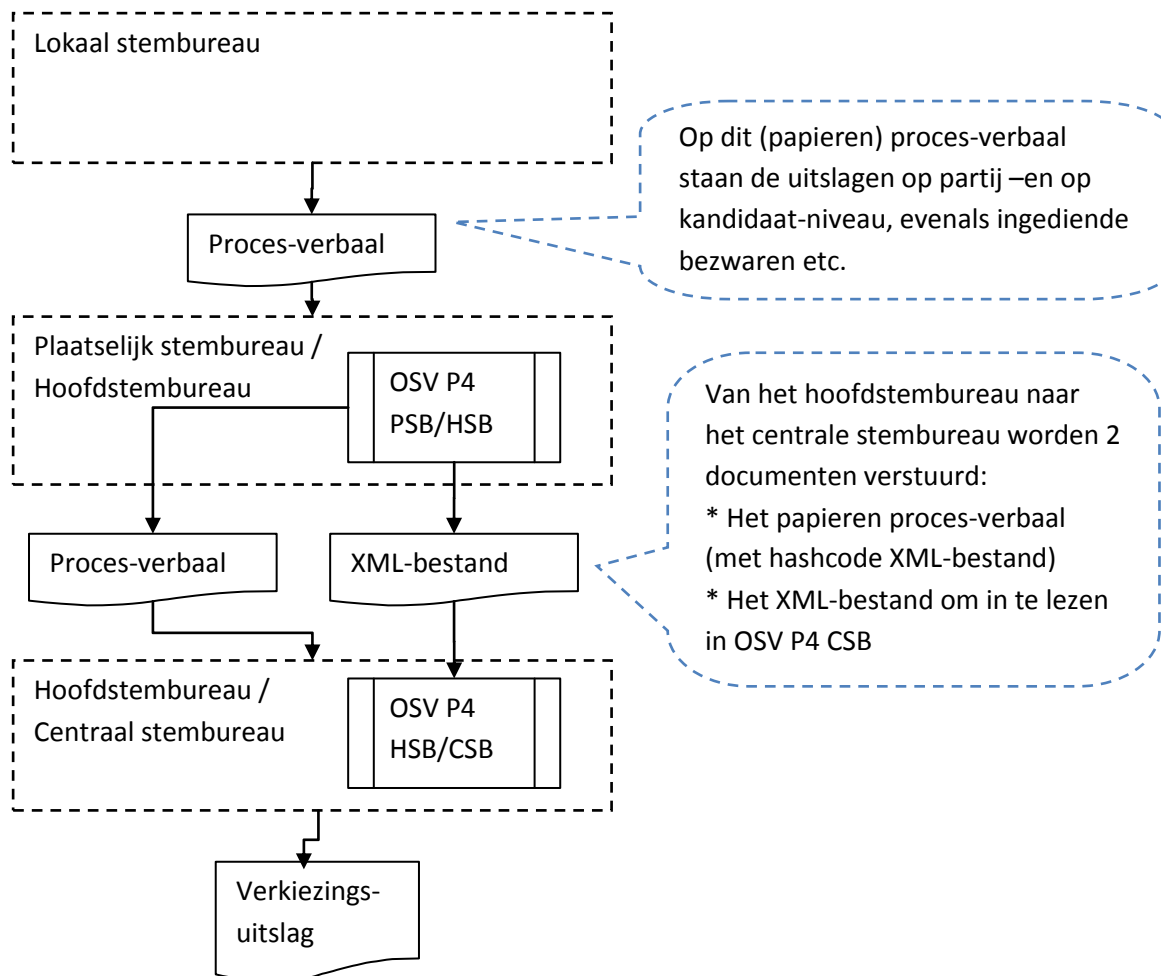 Lokaal stembureau
Op dit (papieren) proces-verbaal
staan de uitslagen op partij –en op
kandidaat-niveau, evenals ingediende
bezwaren etc.
Proces-verbaal
Plaatselijk stembureau /
Hoofdstembureau
OSV P4
PSB/HSB
Van het hoofdstembureau naar
het centrale stembureau worden 2
documenten verstuurd:
* Het papieren proces-verbaal
(met hashcode XML-bestand)
* Het XML-bestand om in te lezen
in OSV P4 CSB
Proces-verbaal
XML-bestand
Hoofdstembureau /
Centraal stembureau
OSV P4
HSB/CSB
Verkiezings-
uitslag